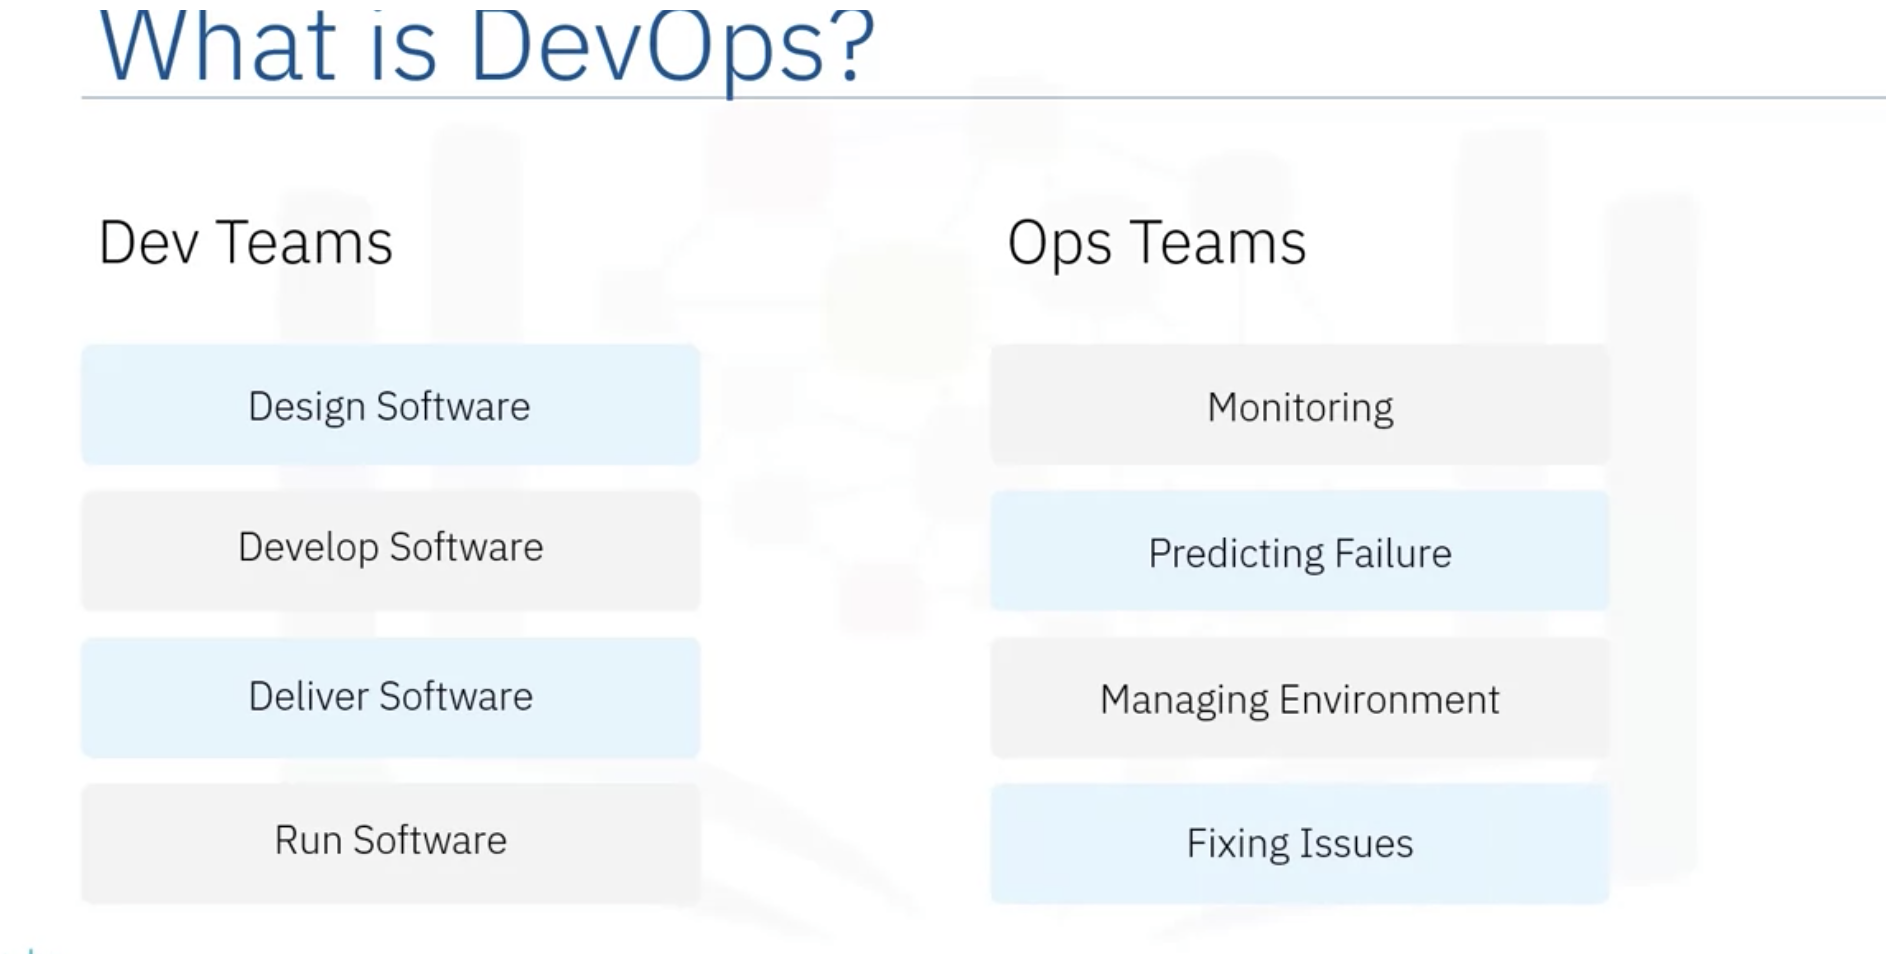 What is DevOps?
Dev Teams
Design Software
Develop Software
Deliver Software
Run Software
Ops Teams
Monitoring
Predicting Failure
Managing Environment
Fixing Issues